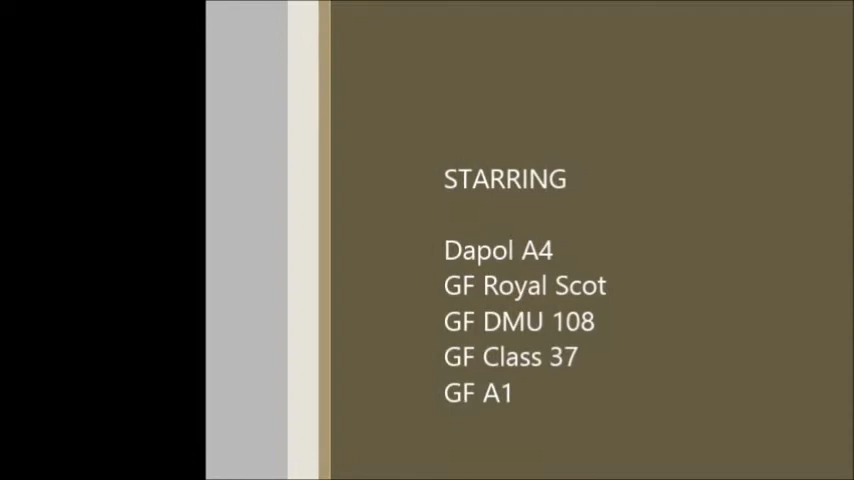 STARRING
Dapol A4
GF Royal Scot
GF DMU 108
GF Class 37
GF A1